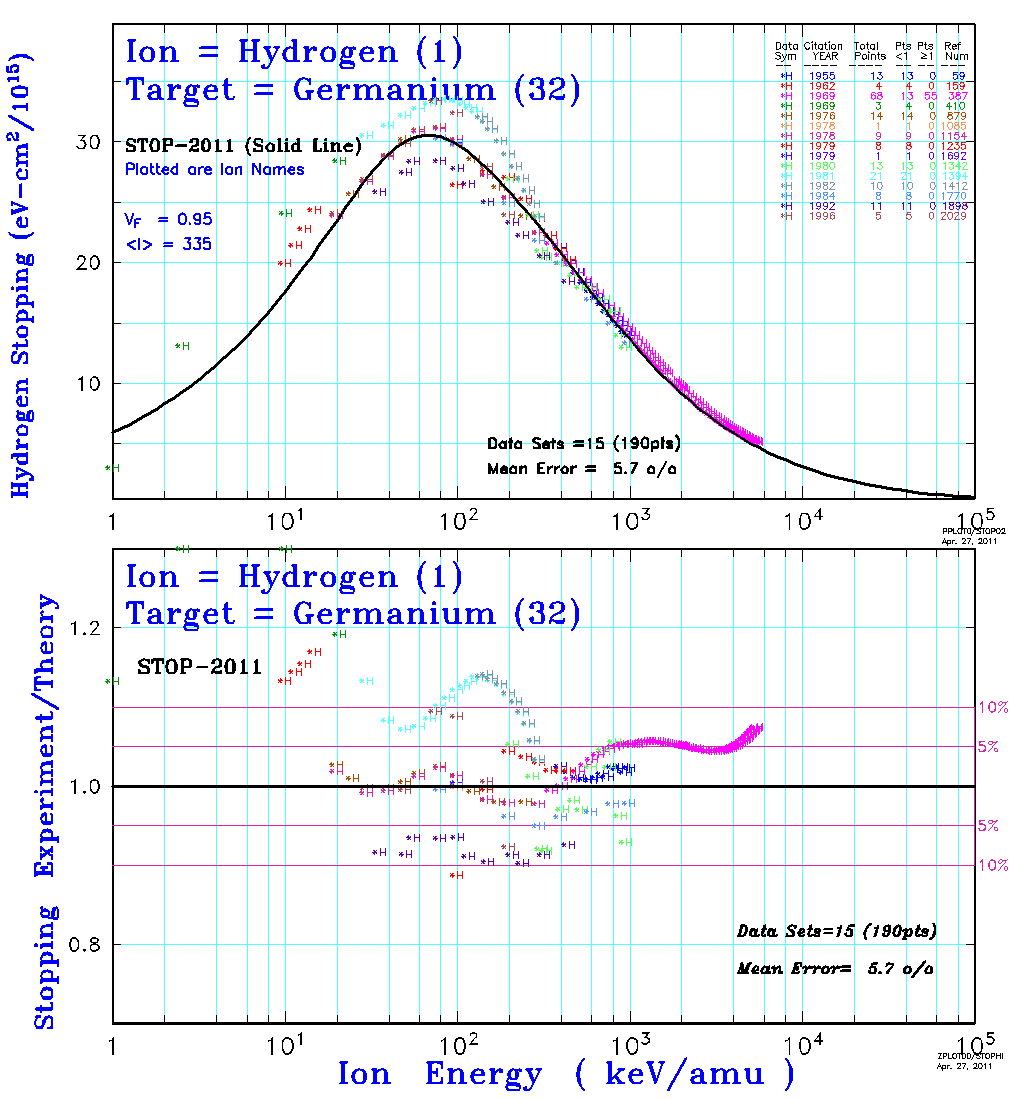 Ion = Hydrogen (1)
Target = Germanium (32)
STOP-2011 (Solid Line)
Plotted are Ion Names
VF = 0.95
<I> = 335
Data Citation Total Pts Pts Ref
Sym YEAR Points <1 ≥1 Num
*H 1955 13 13 0 59
*H 1962 4 4 0 159
*H 1969 68 13 55 387
*H 1969 3 4 0 410
*H 1976 14 14 0 879
*H 1978 1 1 0 1085
*H 1978 9 9 0 1154
*H 1979 8 8 0 1235
*H 1979 1 1 0 1692
*H 1980 13 13 0 1342
*H 1981 21 21 0 1394
*H 1982 10 10 0 1412
*H 1984 8 8 0 1770
*H 1992 11 11 0 1898
*H 1996 5 5 0 2029
Hydrogen Stopping (eV-cm²/10¹⁵)
30
20
10
Data Sets =15 (190pts)
Mean Error = 5.7 o/o
1 10¹ 10² 10³ 10⁴ 10⁵
PPLOT0/STOP02
Apr. 27, 2011
Ion = Hydrogen (1)
Target = Germanium (32)
STOP-2011
Stopping Experiment/Theory
1.2
1.0
0.8
10%
5%
5%
10%
Data Sets=15 (190pts)
Mean Error= 5.7 o/o
1 10¹ 10² 10³ 10⁴ 10⁵
Ion Energy ( keV/amu )
Apr. 27, 2011